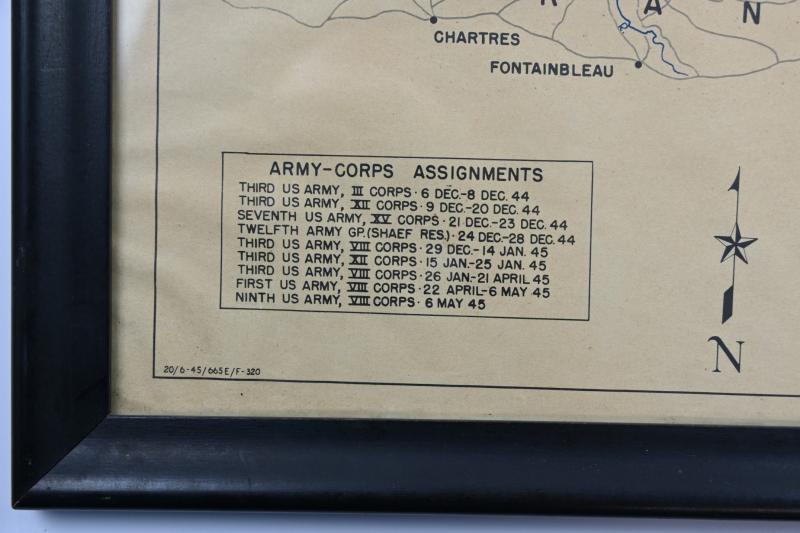 R A N
R.
CHARTRES
FONTAINBLEAU
ARMY-CORPS ASSIGNMENTS
THIRD US ARMY, III CORPS · 6 DEC.-8 DEC. 44
THIRD US ARMY, XII CORPS · 9 DEC.-20 DEC. 44
SEVENTH US ARMY, XV CORPS · 21 DEC.-23 DEC. 44
TWELFTH ARMY GP. (SHAEF RES.) · 24 DEC.-28 DEC. 44
THIRD US ARMY, VIII CORPS · 29 DEC.-14 JAN. 45
THIRD US ARMY, XII CORPS · 15 JAN.-25 JAN. 45
THIRD US ARMY, VIII CORPS · 26 JAN.-21 APRIL 45
FIRST US ARMY, VIII CORPS · 22 APRIL-6 MAY 45
NINTH US ARMY, VIII CORPS · 6 MAY 45
N
20/6-45/665E/F-320